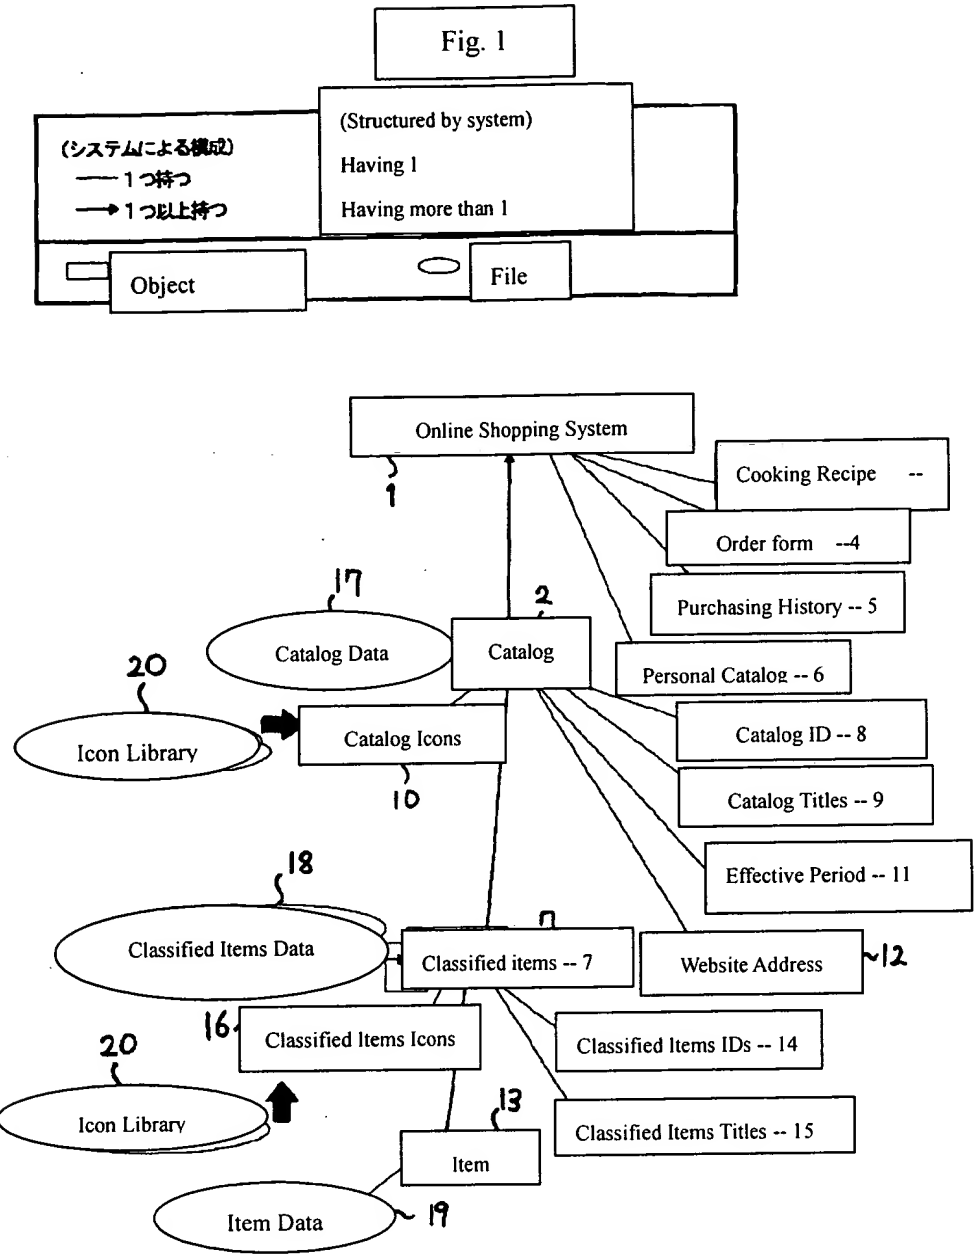 Fig. 1
(システムによる構成)
1つ持つ
1つ以上持つ
(Structured by system)
Having 1
Having more than 1
Object
File
Online Shopping System
1
Cooking Recipe --
Order form --4
Purchasing History -- 5
Personal Catalog -- 6
17
2
Catalog Data
Catalog
20
Icon Library
Catalog Icons
10
Catalog ID -- 8
Catalog Titles -- 9
Effective Period -- 11
18
7
Classified Items Data
Classified items -- 7
Website Address
12
16
Classified Items Icons
Classified Items IDs -- 14
20
Icon Library
13
Classified Items Titles -- 15
Item
Item Data
19